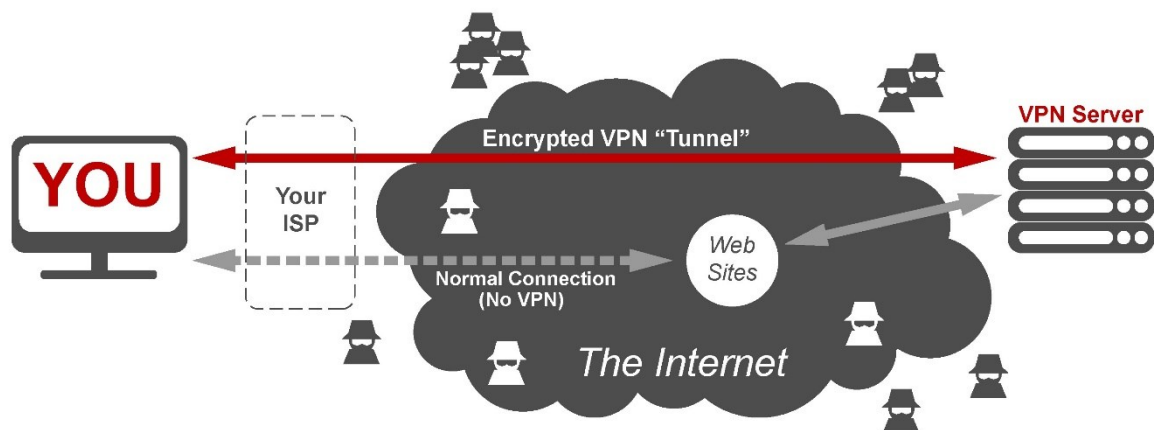 Encrypted VPN “Tunnel”
VPN Server
YOU
Your
ISP
Web
Sites
Normal Connection
(No VPN)
The Internet